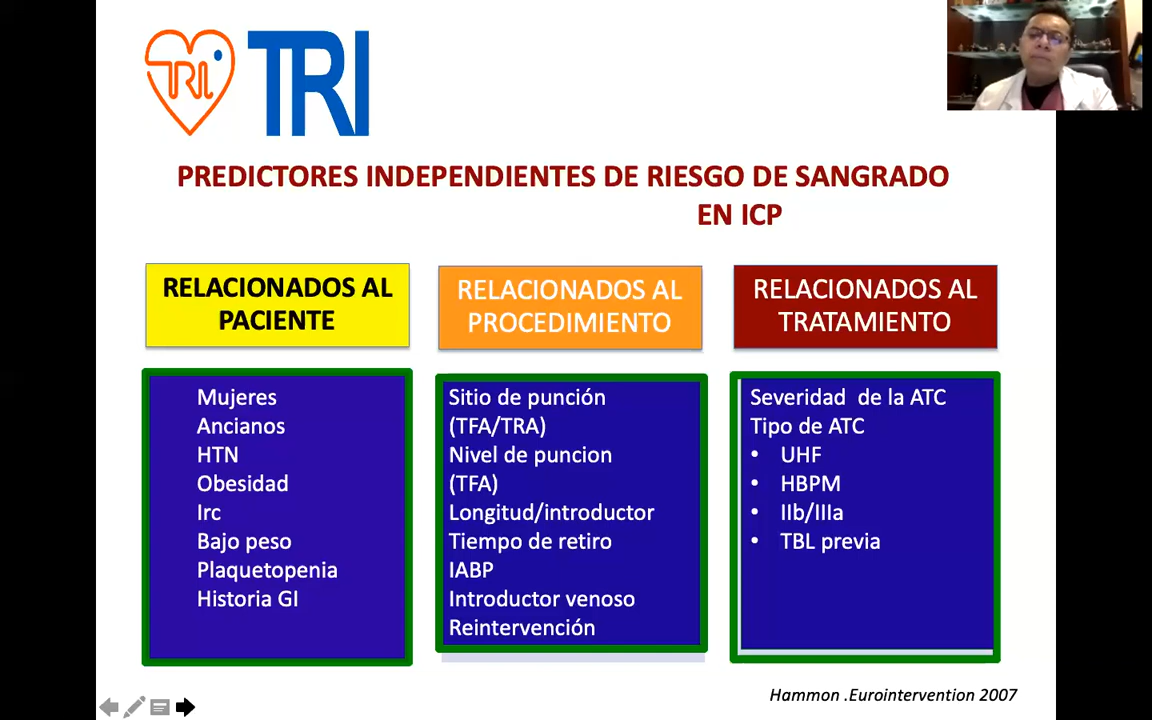 TRI
TRI
PREDICTORES INDEPENDIENTES DE RIESGO DE SANGRADO
EN ICP
RELACIONADOS AL
PACIENTE
Mujeres
Ancianos
HTN
Obesidad
Irc
Bajo peso
Plaquetopenia
Historia GI
RELACIONADOS AL
PROCEDIMIENTO
Sitio de punción
(TFA/TRA)
Nivel de puncion
(TFA)
Longitud/introductor
Tiempo de retiro
IABP
Introductor venoso
Reintervención
RELACIONADOS AL
TRATAMIENTO
Severidad de la ATC
Tipo de ATC
• UHF
• HBPM
• IIb/IIIa
• TBL previa
Hammon .Eurointervention 2007